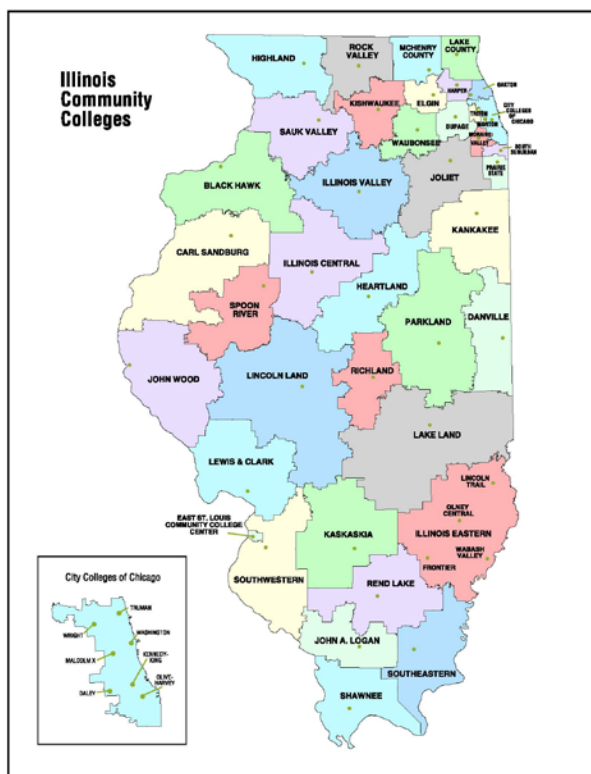 Illinois
Community
Colleges
HIGHLAND
ROCK
VALLEY
MCHENRY
COUNTY
LAKE
COUNTY
KISHWAUKEE
ELGIN
HARPER
OAKTON
SAUK VALLEY
WAUBONSEE
DUPAGE
TRITON
MORTON
CITY
COLLEGES
OF
CHICAGO
MORAINE
VALLEY
SOUTH
SUBURBAN
PRAIRIE
STATE
BLACK HAWK
ILLINOIS VALLEY
JOLIET
KANKAKEE
CARL SANDBURG
ILLINOIS CENTRAL
HEARTLAND
SPOON
RIVER
PARKLAND
DANVILLE
JOHN WOOD
LINCOLN LAND
RICHLAND
LAKE LAND
LEWIS & CLARK
LINCOLN
TRAIL
OLNEY
CENTRAL
ILLINOIS EASTERN
WABASH
VALLEY
FRONTIER
EAST ST. LOUIS
COMMUNITY COLLEGE
CENTER
KASKASKIA
SOUTHWESTERN
REND LAKE
JOHN A. LOGAN
SOUTHEASTERN
SHAWNEE
City Colleges of Chicago
TRUMAN
WRIGHT
WASHINGTON
MALCOLM X
KENNEDY-
KING
DALEY
OLIVE-
HARVEY